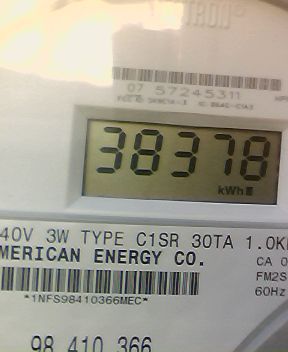 TRON
07 57245311
38378
kWh
40V 3W TYPE C1SR 30TA 1.0K
MERICAN ENERGY CO.
CA 0
FM2S
60Hz
*1NFS98410366MEC*
98 410 366